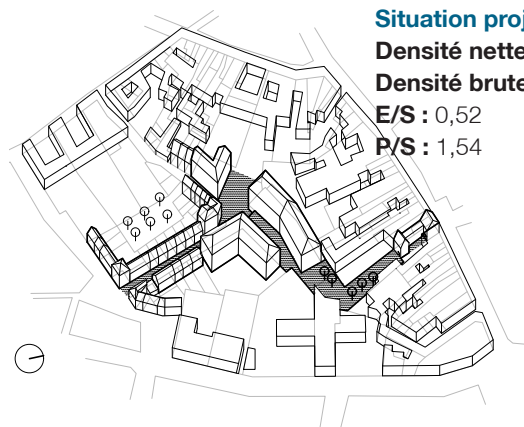 Situation proj
Densité nette
Densité brute
E/S : 0,52
P/S : 1,54